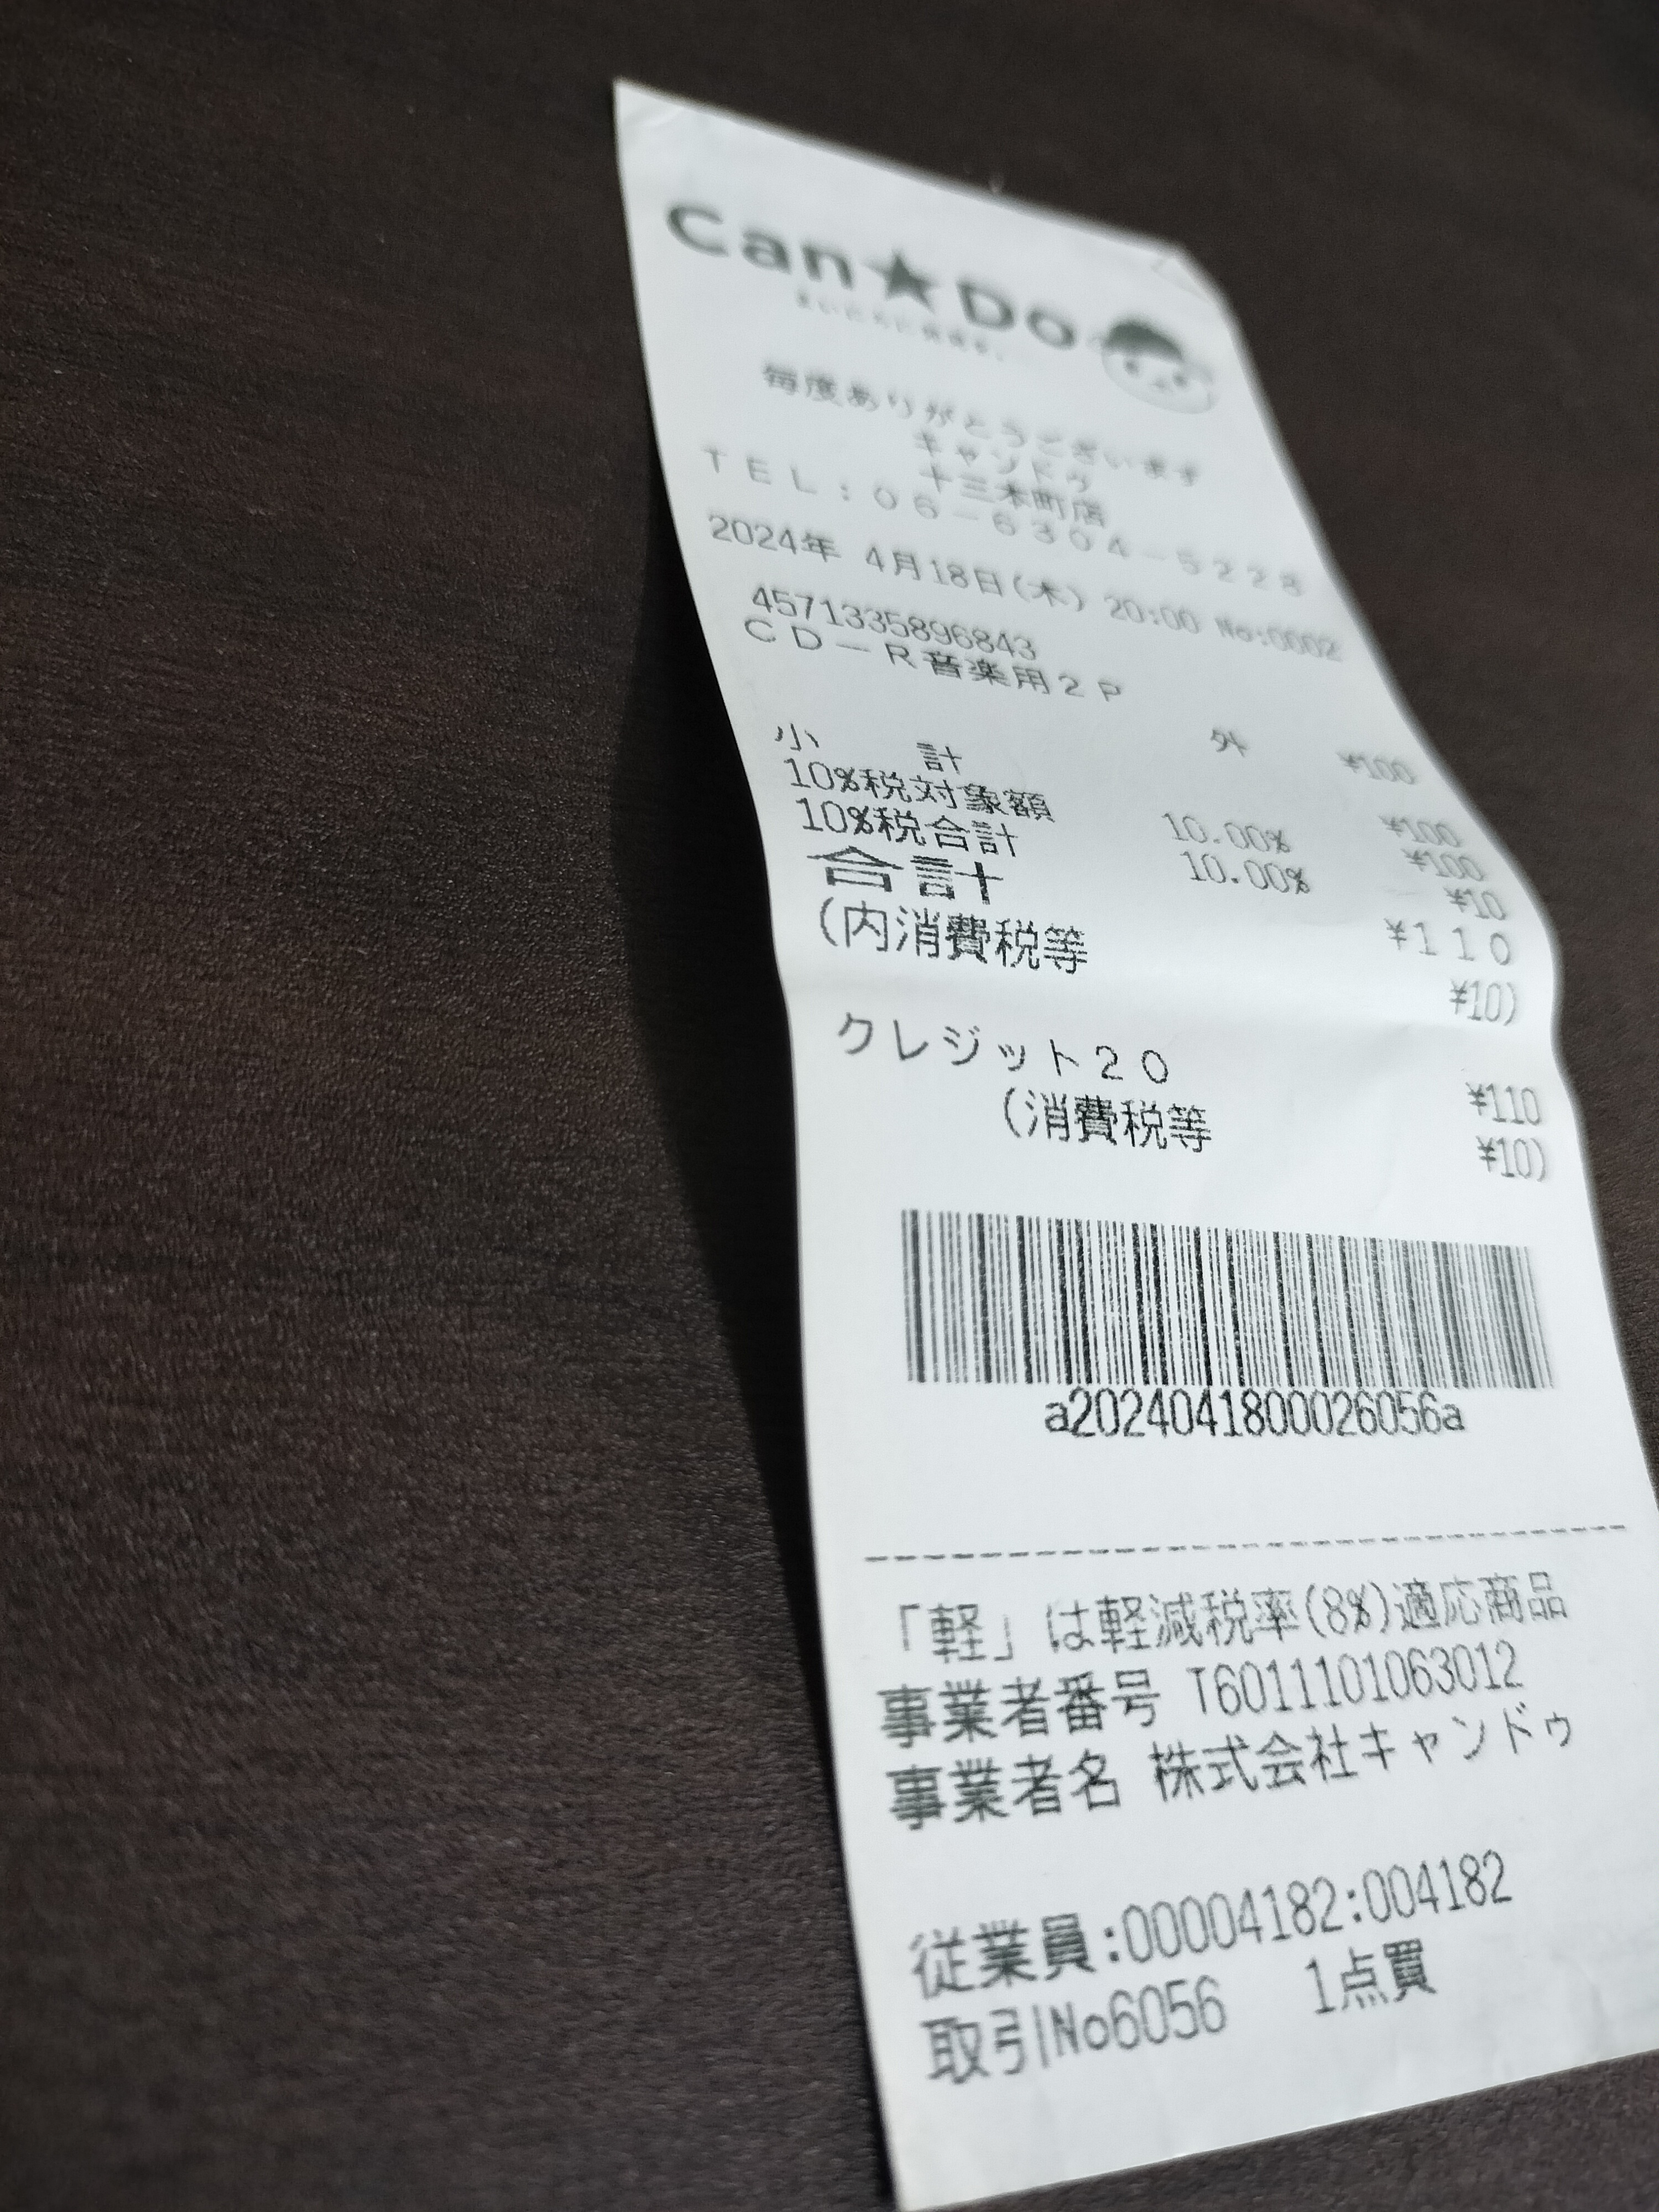 Can★Do
毎度ありがとうございます
キャンドゥ
十三本町店
TEL:06-6304-5228
2024年 4月18日(木) 20:00 No:0002
4571335896843
CD-R音楽用2P
外 ¥100
小 計 ¥100
10%税対象額 10.00% ¥100
10%税合計 10.00% ¥10
合計 ¥110
(内消費税等 ¥10)
クレジット20 ¥110
(消費税等 ¥10)
a2024041800026056a
「軽」は軽減税率(8%)適応商品
事業者番号 T6011101063012
事業者名 株式会社キャンドゥ
従業員:00004182:004182
取引No6056 1点買